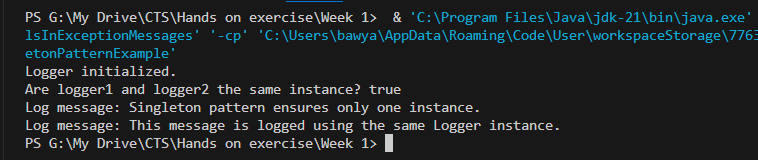 PS G:\My Drive\CTS\Hands on exercise\Week 1>  & 'C:\Program Files\Java\jdk-21\bin\java.exe'
lsInExceptionMessages' '-cp' 'C:\Users\bawya\AppData\Roaming\Code\User\workspaceStorage\7763
etonPatternExample'
Logger initialized.
Are logger1 and logger2 the same instance? true
Log message: Singleton pattern ensures only one instance.
Log message: This message is logged using the same Logger instance.
PS G:\My Drive\CTS\Hands on exercise\Week 1>